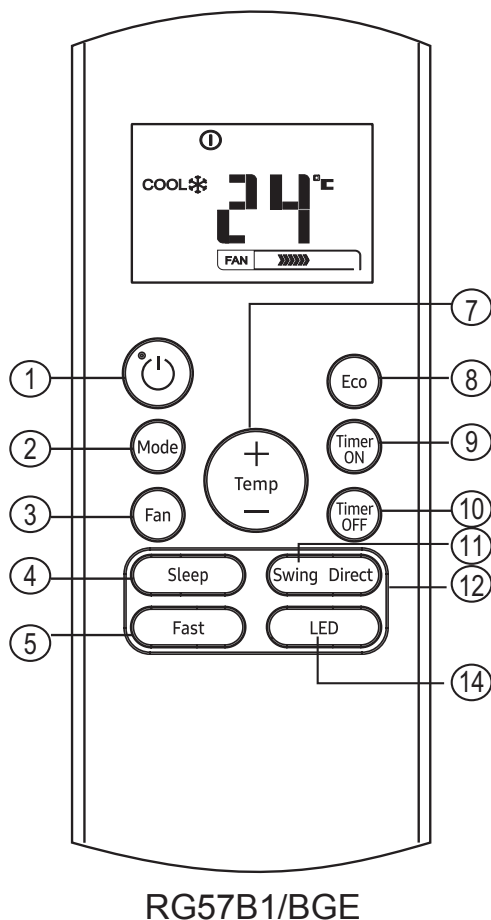 COOL 24°C
FAN
7
1
Eco
8
2
Mode
Timer
ON
9
Temp
3
Fan
Timer
OFF
10
11
4
Sleep
Swing Direct
12
5
Fast
LED
14
RG57B1/BGE